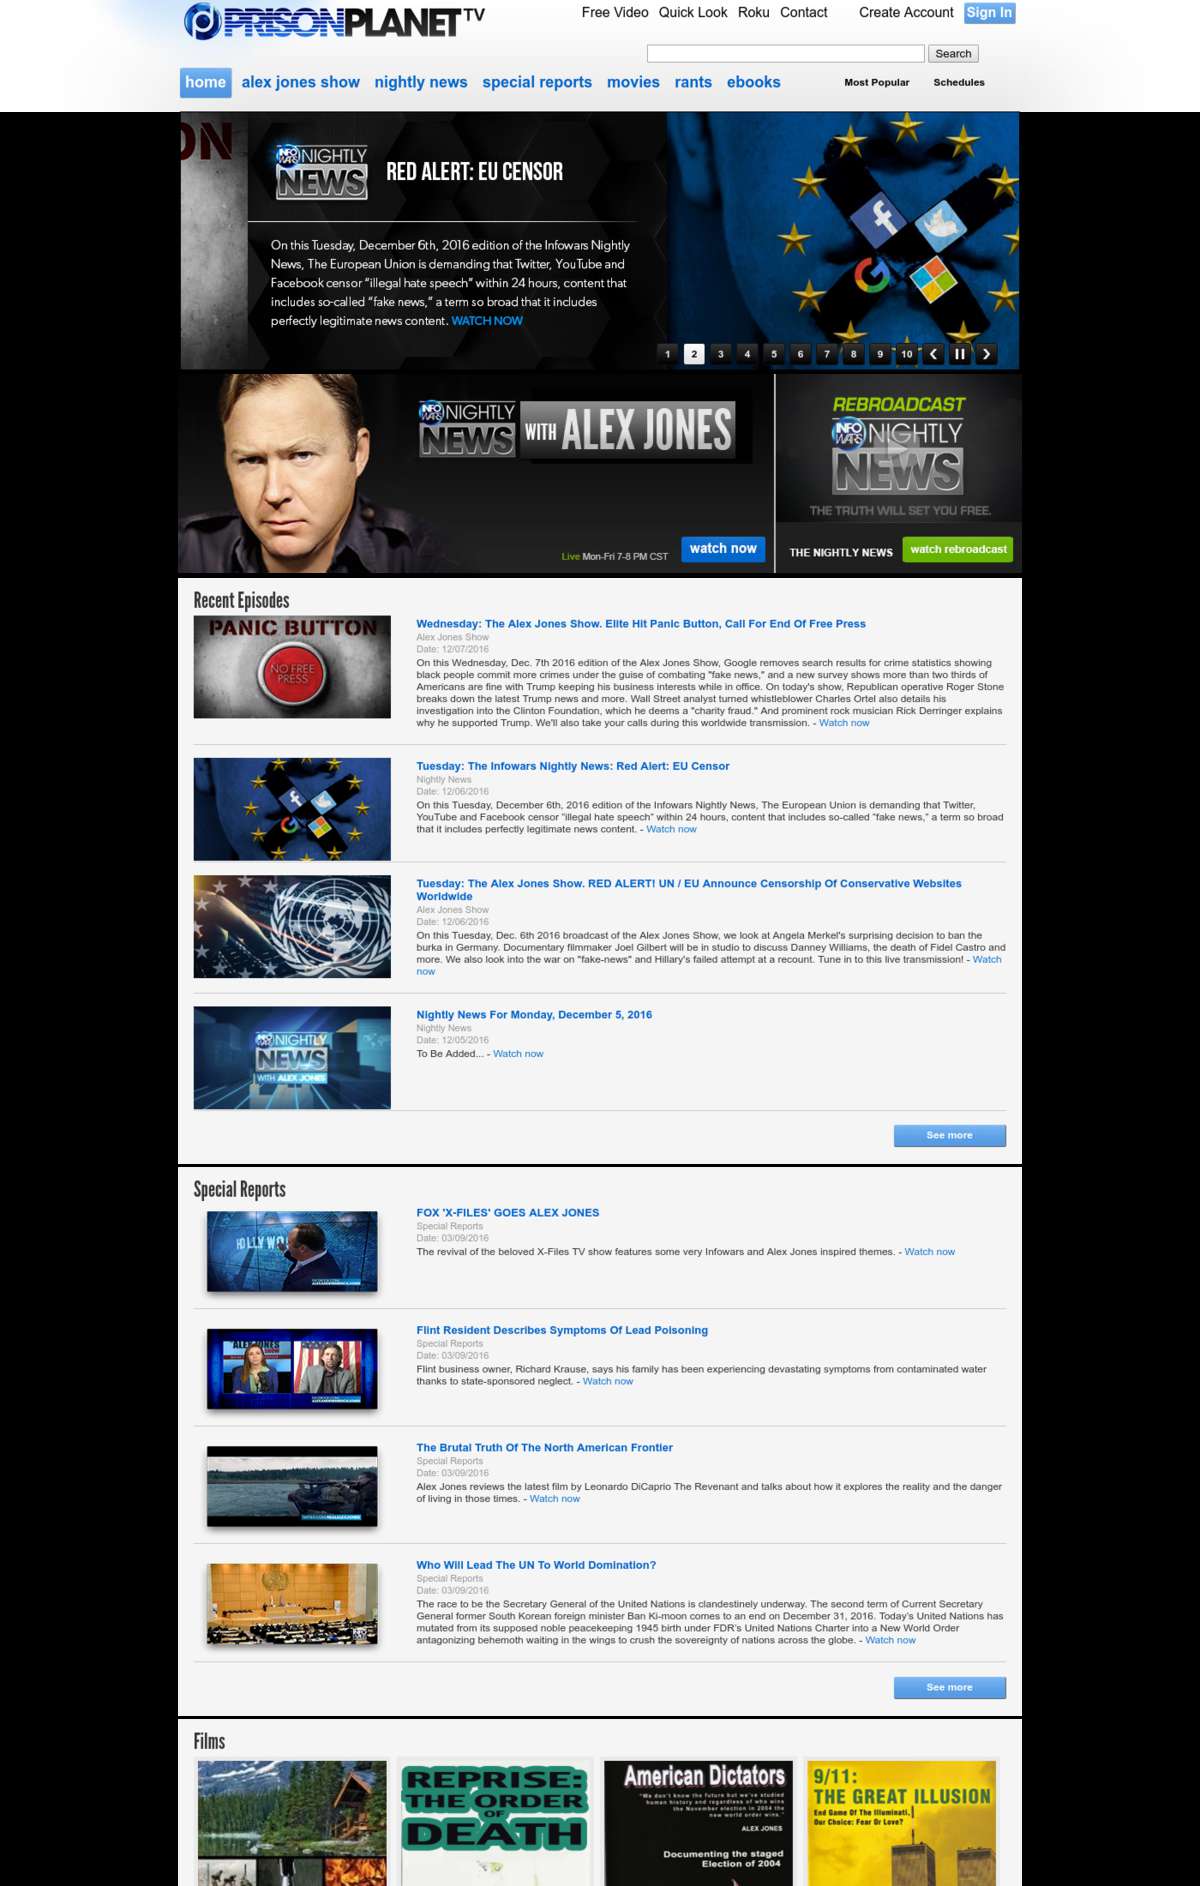 PRISONPLANET TV
Free Video Quick Look Roku Contact Create Account Sign In
Search
home alex jones show nightly news special reports movies rants ebooks Most Popular Schedules
ON
INFO WARS NIGHTLY NEWS
RED ALERT: EU CENSOR
On this Tuesday, December 6th, 2016 edition of the Infowars Nightly
News, The European Union is demanding that Twitter, YouTube and
Facebook censor "illegal hate speech" within 24 hours, content that
includes so-called "fake news," a term so broad that it includes
perfectly legitimate news content. WATCH NOW
1 2 3 4 5 6 7 8 9 10
INFO WARS NIGHTLY NEWS WITH ALEX JONES
Live Mon-Fri 7-8 PM CST watch now
REBROADCAST
INFO WARS NIGHTLY NEWS
THE TRUTH WILL SET YOU FREE.
THE NIGHTLY NEWS watch rebroadcast
Recent Episodes
PANIC BUTTON
NO FREE
PRESS
Wednesday: The Alex Jones Show. Elite Hit Panic Button, Call For End Of Free Press
Alex Jones Show
Date: 12/07/2016
On this Wednesday, Dec. 7th 2016 edition of the Alex Jones Show, Google removes search results for crime statistics showing
black people commit more crimes under the guise of combating "fake news," and a new survey shows more than two thirds of
Americans are fine with Trump keeping his business interests while in office. On today's show, Republican operative Roger Stone
breaks down the latest Trump news and more. Wall Street analyst turned whistleblower Charles Ortel also details his
investigation into the Clinton Foundation, which he deems a "charity fraud." And prominent rock musician Rick Derringer explains
why he supported Trump. We'll also take your calls during this worldwide transmission. - Watch now
Tuesday: The Infowars Nightly News: Red Alert: EU Censor
Nightly News
Date: 12/06/2016
On this Tuesday, December 6th, 2016 edition of the Infowars Nightly News, The European Union is demanding that Twitter,
YouTube and Facebook censor "illegal hate speech" within 24 hours, content that includes so-called "fake news," a term so broad
that it includes perfectly legitimate news content. - Watch now
Tuesday: The Alex Jones Show. RED ALERT! UN / EU Announce Censorship Of Conservative Websites
Worldwide
Alex Jones Show
Date: 12/06/2016
On this Tuesday, Dec. 6th 2016 broadcast of the Alex Jones Show, we look at Angela Merkel's surprising decision to ban the
burka in Germany. Documentary filmmaker Joel Gilbert will be in studio to discuss Danney Williams, the death of Fidel Castro and
more. We also look into the war on "fake-news" and Hillary's failed attempt at a recount. Tune in to this live transmission! - Watch
now
NIGHTLY
NEWS
WITH ALEX JONES
Nightly News For Monday, December 5, 2016
Nightly News
Date: 12/05/2016
To Be Added... - Watch now
See more
Special Reports
HOLLYWO
FOX 'X-FILES' GOES ALEX JONES
Special Reports
Date: 03/09/2016
The revival of the beloved X-Files TV show features some very Infowars and Alex Jones inspired themes. - Watch now
Flint Resident Describes Symptoms Of Lead Poisoning
Special Reports
Date: 03/09/2016
Flint business owner, Richard Krause, says his family has been experiencing devastating symptoms from contaminated water
thanks to state-sponsored neglect. - Watch now
The Brutal Truth Of The North American Frontier
Special Reports
Date: 03/09/2016
Alex Jones reviews the latest film by Leonardo DiCaprio The Revenant and talks about how it explores the reality and the danger
of living in those times. - Watch now
Who Will Lead The UN To World Domination?
Special Reports
Date: 03/09/2016
The race to be the Secretary General of the United Nations is clandestinely underway. The second term of Current Secretary
General former South Korean foreign minister Ban Ki-moon comes to an end on December 31, 2016. Today's United Nations has
mutated from its supposed noble peacekeeping 1945 birth under FDR's United Nations Charter into a New World Order
antagonizing behemoth waiting in the wings to crush the sovereignty of nations across the globe. - Watch now
See more
Films
REPRISE:
THE ORDER
OF
DEATH
American Dictators
"We don't know the future but we've studied
human history and regardless of who wins
the November election in 2004 the
new world order wins."
ALEX JONES
Documenting the staged
Election of 2004
9/11:
THE GREAT ILLUSION
End Game Of The Illuminati,
Our Choice: Fear Or Love?